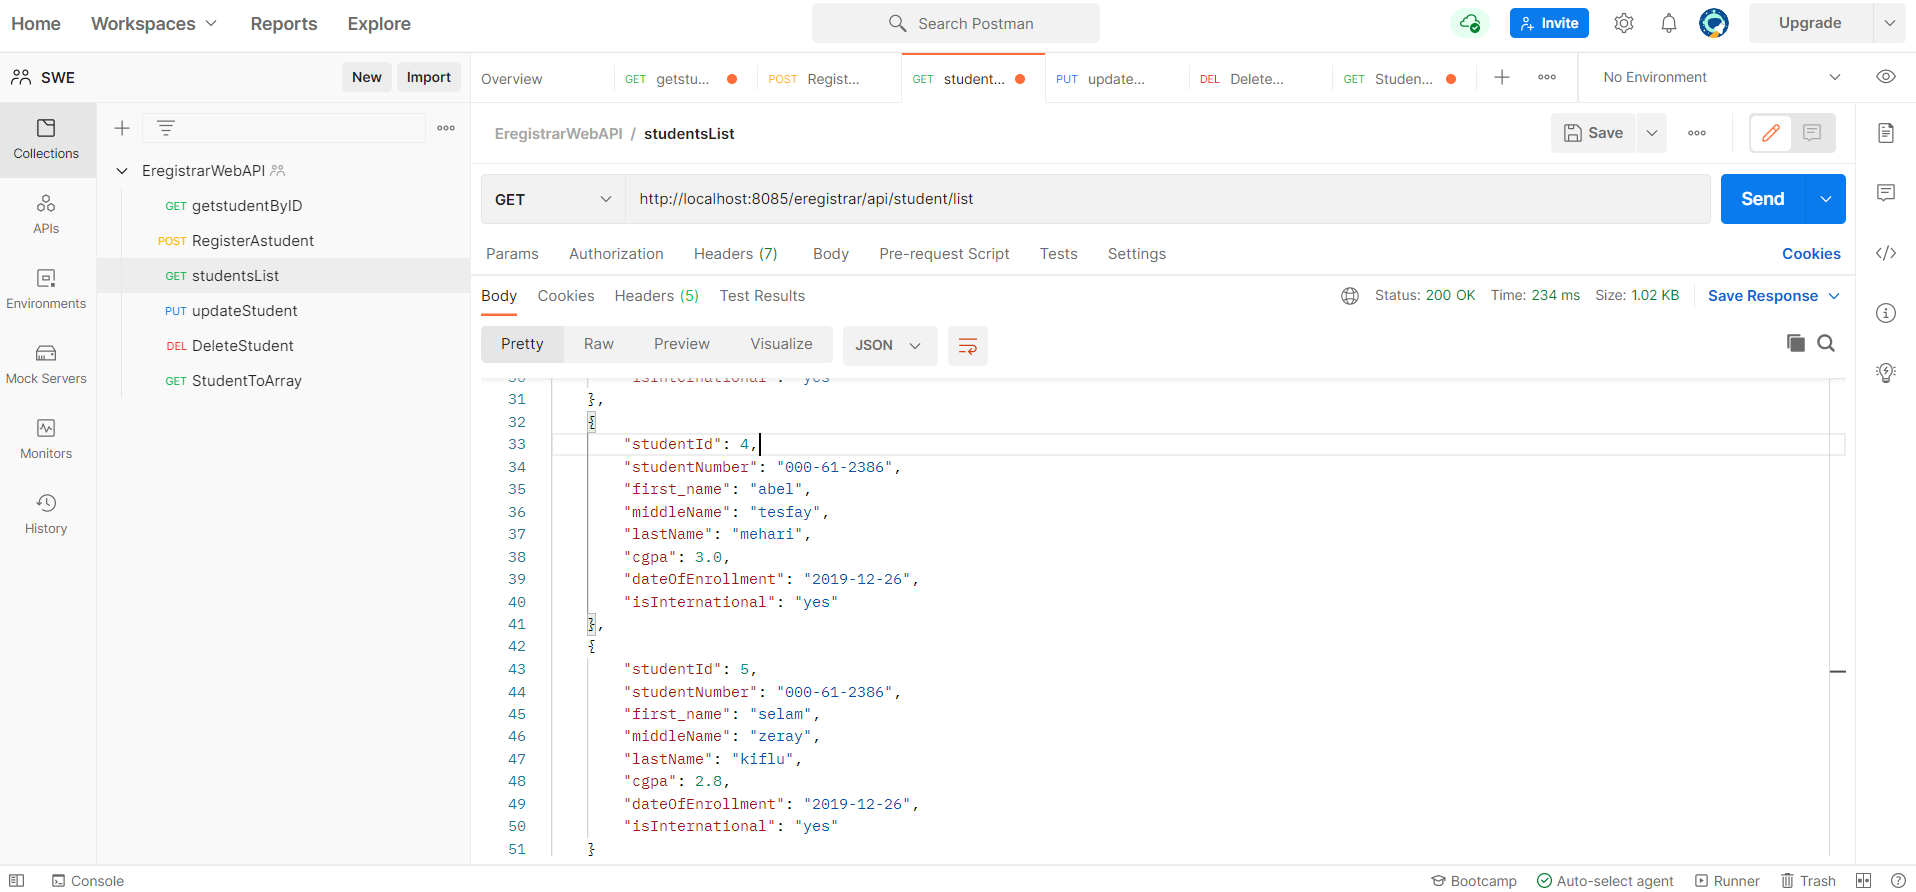 Home Workspaces Reports Explore Search Postman Invite Upgrade
SWE New Import
Overview GET getstu... POST Regist... GET student... PUT update... DEL Delete... GET Studen... No Environment
Collections
APIs
Environments
Mock Servers
Monitors
History
EregistrarWebAPI
GET getstudentByID
POST RegisterAstudent
GET studentsList
PUT updateStudent
DEL DeleteStudent
GET StudentToArray
EregistrarWebAPI / studentsList Save
GET http://localhost:8085/eregistrar/api/student/list Send
Params Authorization Headers (7) Body Pre-request Script Tests Settings Cookies
Body Cookies Headers (5) Test Results Status: 200 OK Time: 234 ms Size: 1.02 KB Save Response
Pretty Raw Preview Visualize JSON
30 "isInternational": "yes"
31 },
32 {
33 "studentId": 4,
34 "studentNumber": "000-61-2386",
35 "first_name": "abel",
36 "middleName": "tesfay",
37 "lastName": "mehari",
38 "cgpa": 3.0,
39 "dateOfEnrollment": "2019-12-26",
40 "isInternational": "yes"
41 },
42 {
43 "studentId": 5,
44 "studentNumber": "000-61-2386",
45 "first_name": "selam",
46 "middleName": "zeray",
47 "lastName": "kiflu",
48 "cgpa": 2.8,
49 "dateOfEnrollment": "2019-12-26",
50 "isInternational": "yes"
51 }
Console Bootcamp Auto-select agent Runner Trash